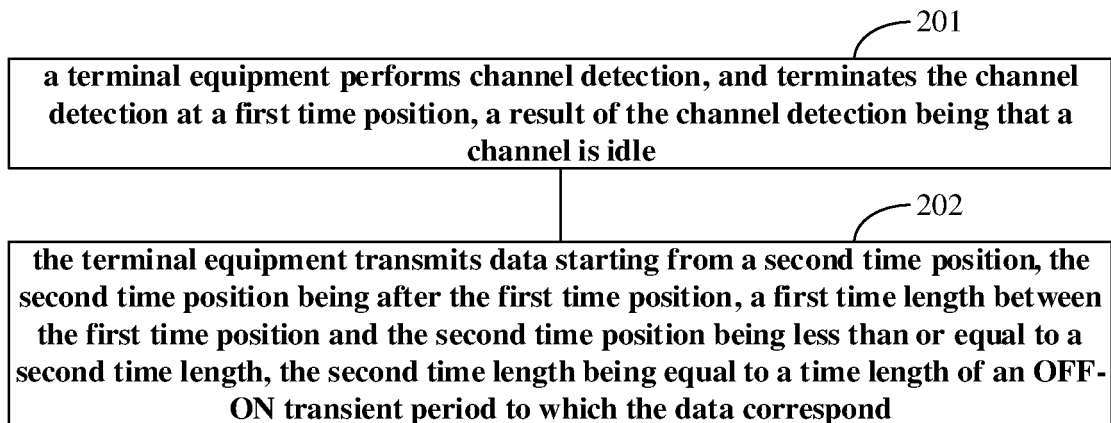 201
a terminal equipment performs channel detection, and terminates the channel
detection at a first time position, a result of the channel detection being that a
channel is idle
202
the terminal equipment transmits data starting from a second time position, the
second time position being after the first time position, a first time length between
the first time position and the second time position being less than or equal to a
second time length, the second time length being equal to a time length of an OFF-
ON transient period to which the data correspond